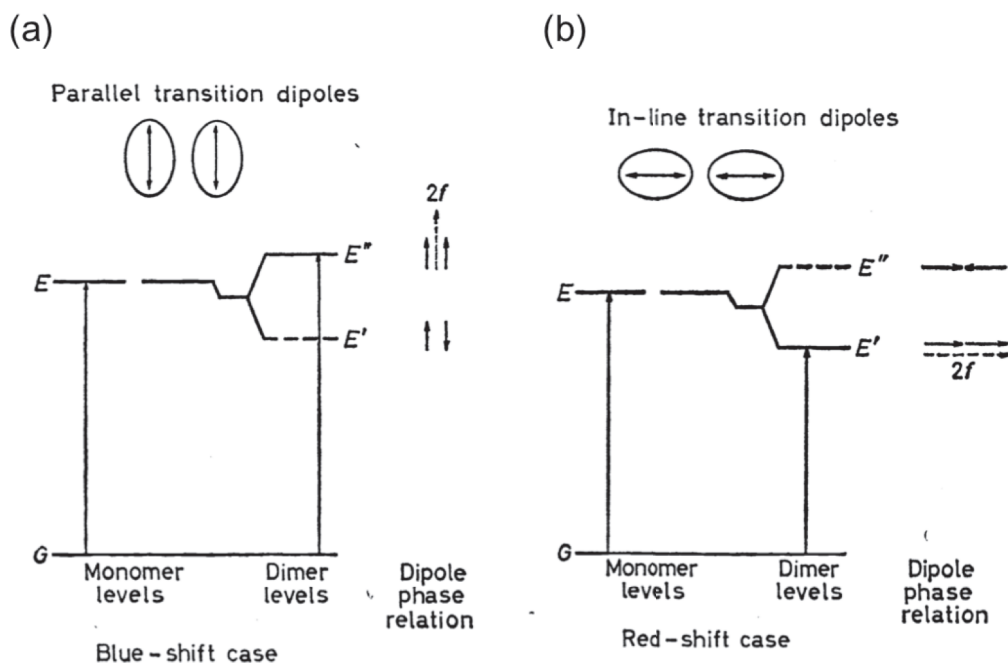 (a)
Parallel transition dipoles
2f
E"
E
E'
G
Monomer levels
Dimer levels
Dipole phase relation
Blue-shift case
(b)
In-line transition dipoles
E"
E
E'
2f
G
Monomer levels
Dimer levels
Dipole phase relation
Red-shift case